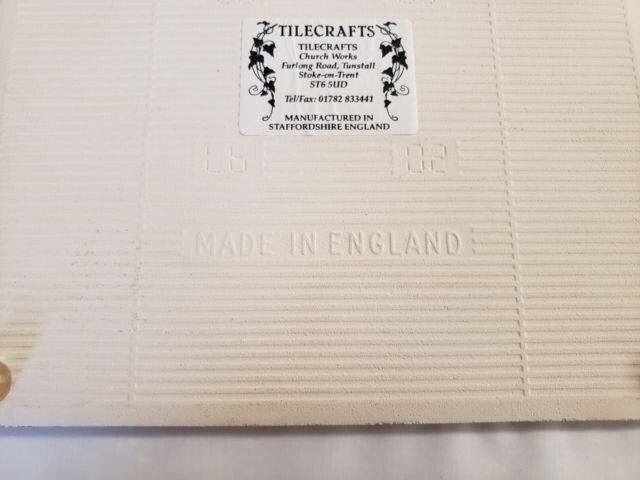 TILECRAFTS
TILECRAFTS
Church Works
Furlong Road, Tunstall
Stoke-on-Trent
ST6 5UD
Tel/Fax: 01782 833441
MANUFACTURED IN
STAFFORDSHIRE ENGLAND
02
MADE IN ENGLAND